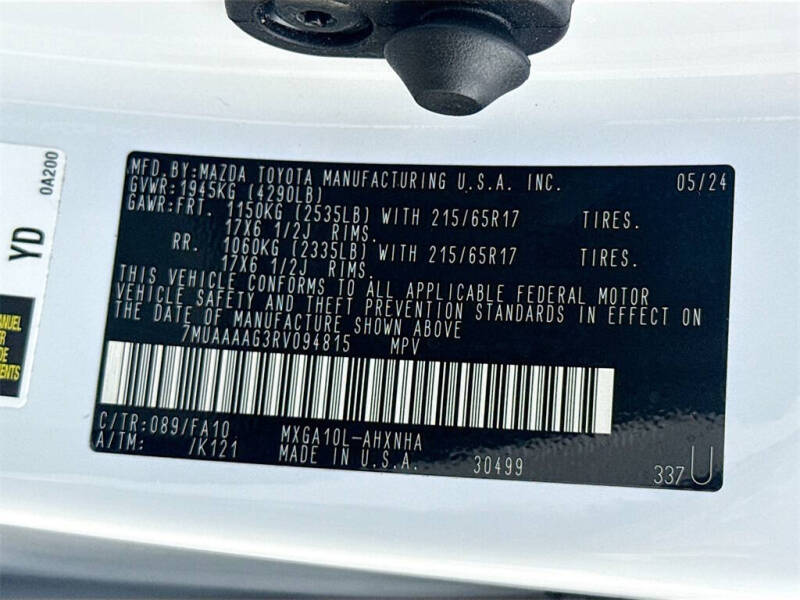 MFD.BY:MAZDA TOYOTA MANUFACTURING U.S.A. INC. 05/24
GVWR:1945KG (4290LB)
GAWR:FRT. 1150KG (2535LB) WITH 215/65R17 TIRES.
17X6 1/2J RIMS.
RR. 1060KG (2335LB) WITH 215/65R17 TIRES.
17X6 1/2J RIMS.
THIS VEHICLE CONFORMS TO ALL APPLICABLE FEDERAL MOTOR
VEHICLE SAFETY AND THEFT PREVENTION STANDARDS IN EFFECT ON
THE DATE OF MANUFACTURE SHOWN ABOVE
7MUAAAAG3RV094815 MPV
C/TR:089/FA10 MXGA10L-AHXNHA
A/TM: /K121 MADE IN U.S.A. 30499 337U
0A200
YD